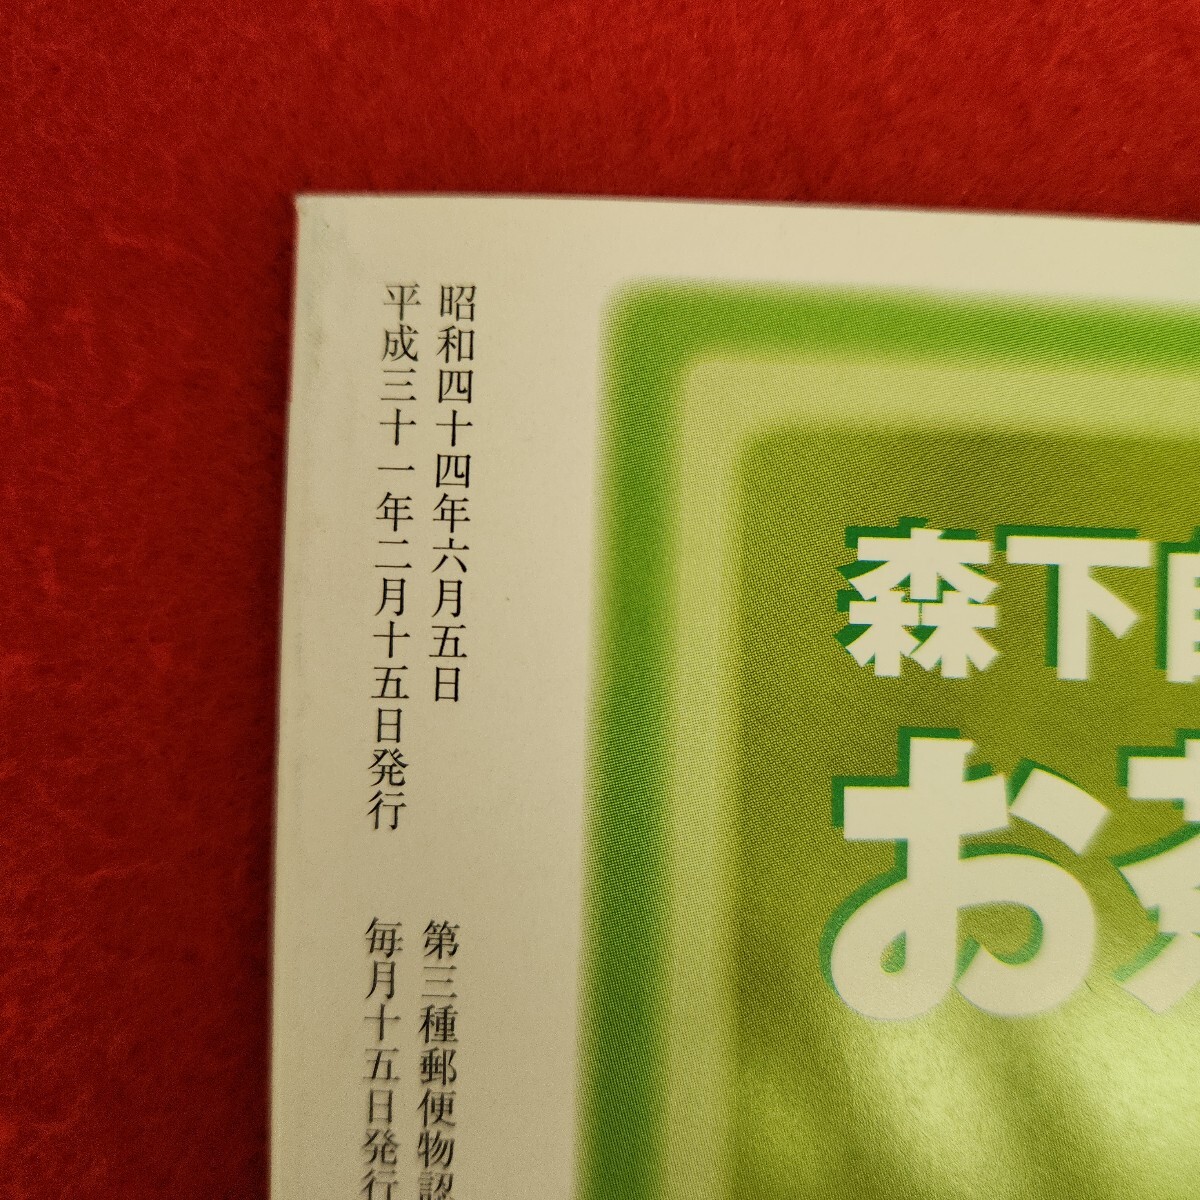 昭和四十四年六月五日
第三種郵便物認
平成三十一年二月十五日発行
毎月十五日発行
森下
お茶